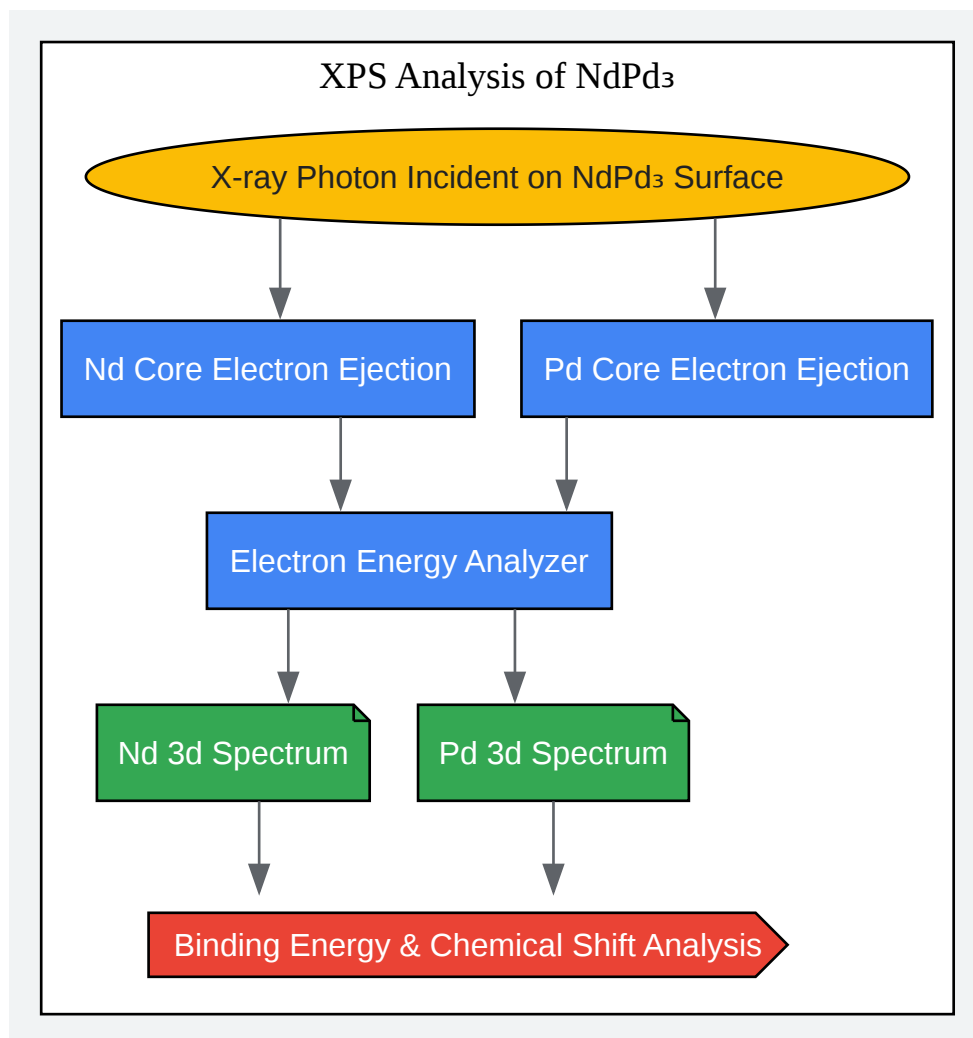 XPS Analysis of NdPd₃
X-ray Photon Incident on NdPd₃ Surface
Nd Core Electron Ejection
Pd Core Electron Ejection
Electron Energy Analyzer
Nd 3d Spectrum
Pd 3d Spectrum
Binding Energy & Chemical Shift Analysis